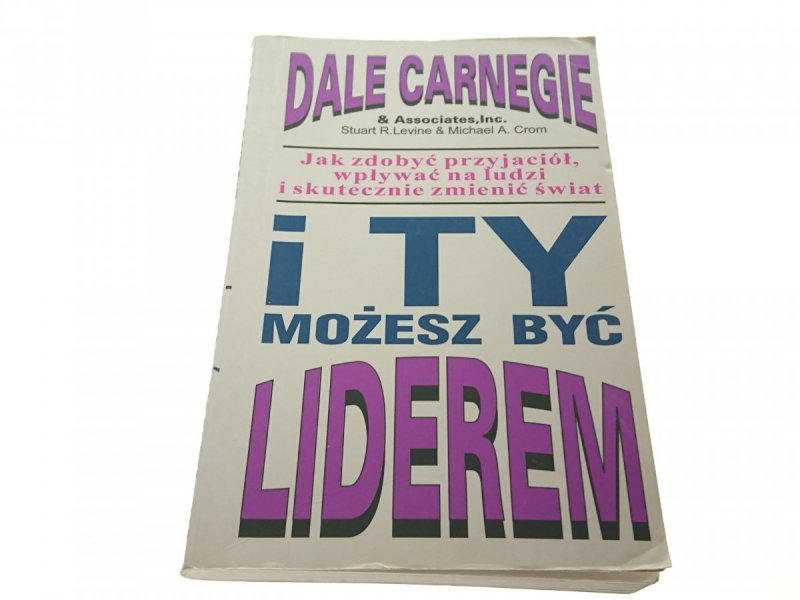 DALE CARNEGIE
& Associates,Inc.
Stuart R.Levine & Michael A. Crom
Jak zdobyć przyjaciół,
wpływać na ludzi
i skutecznie zmienić świat
i TY
MOŻESZ BYĆ
LIDEREM